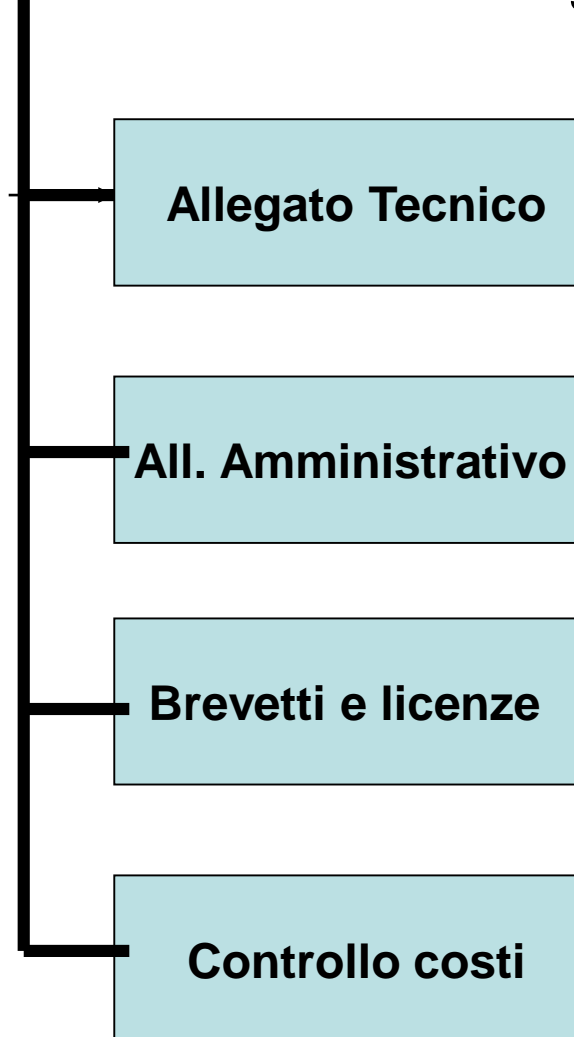 Allegato Tecnico
All. Amministrativo
Brevetti e licenze
Controllo costi